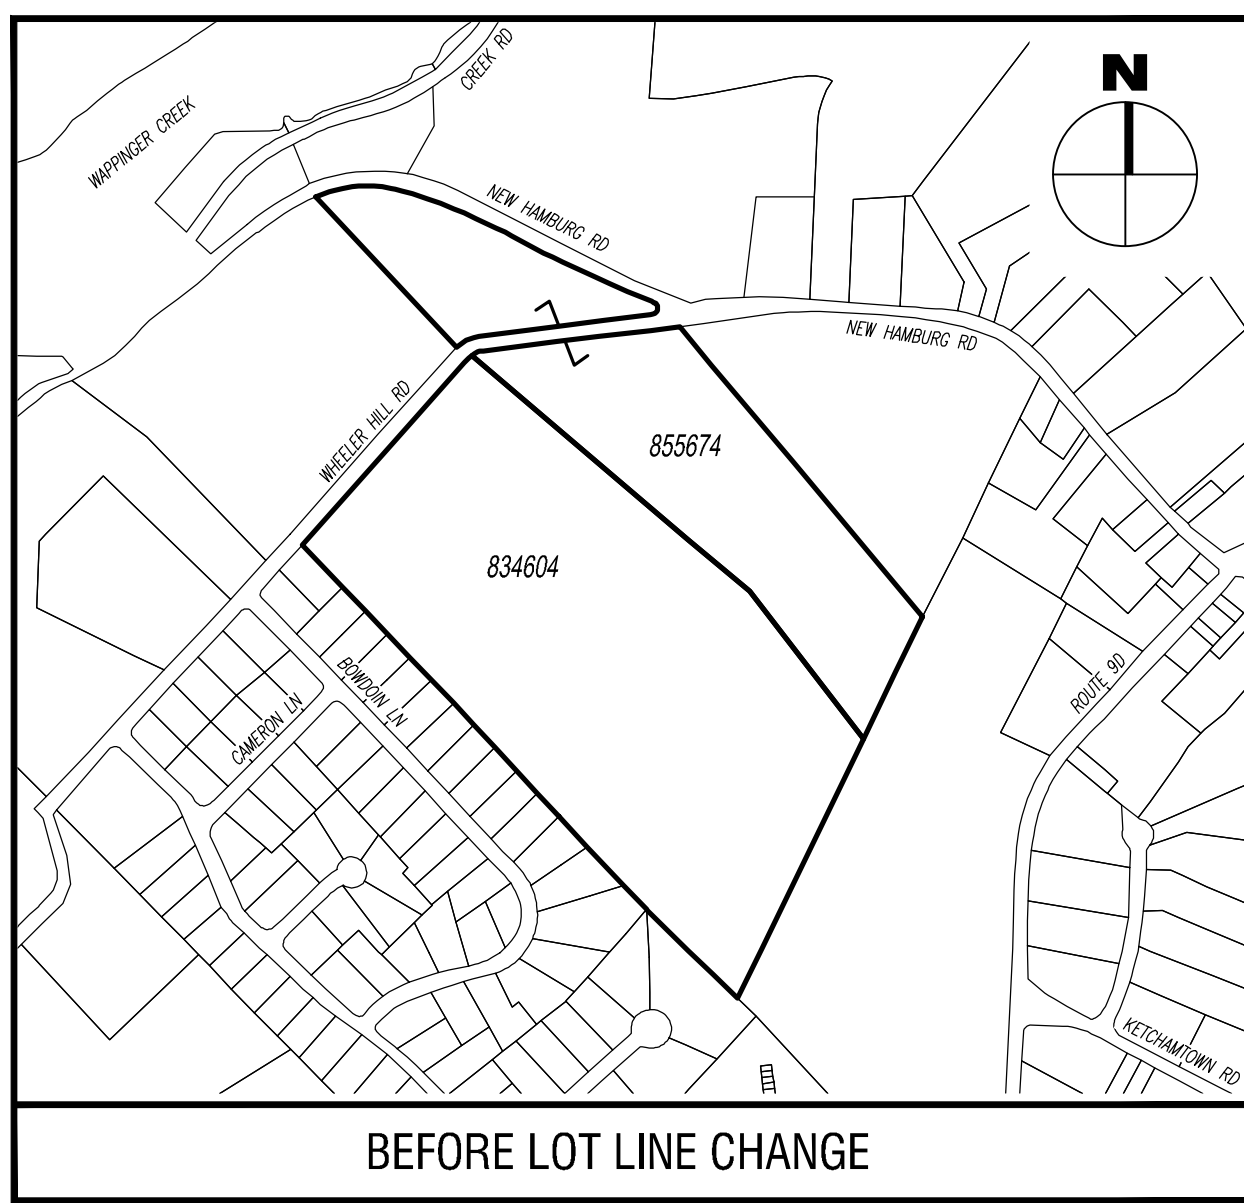 N
CREEK RD
WAPPINGER CREEK
NEW HAMBURG RD
NEW HAMBURG RD
WHEELER HILL RD
855674
834604
BOWDOIN LN
CAMERON LN
ROUTE 9D
KETCHAMTOWN RD
BEFORE LOT LINE CHANGE